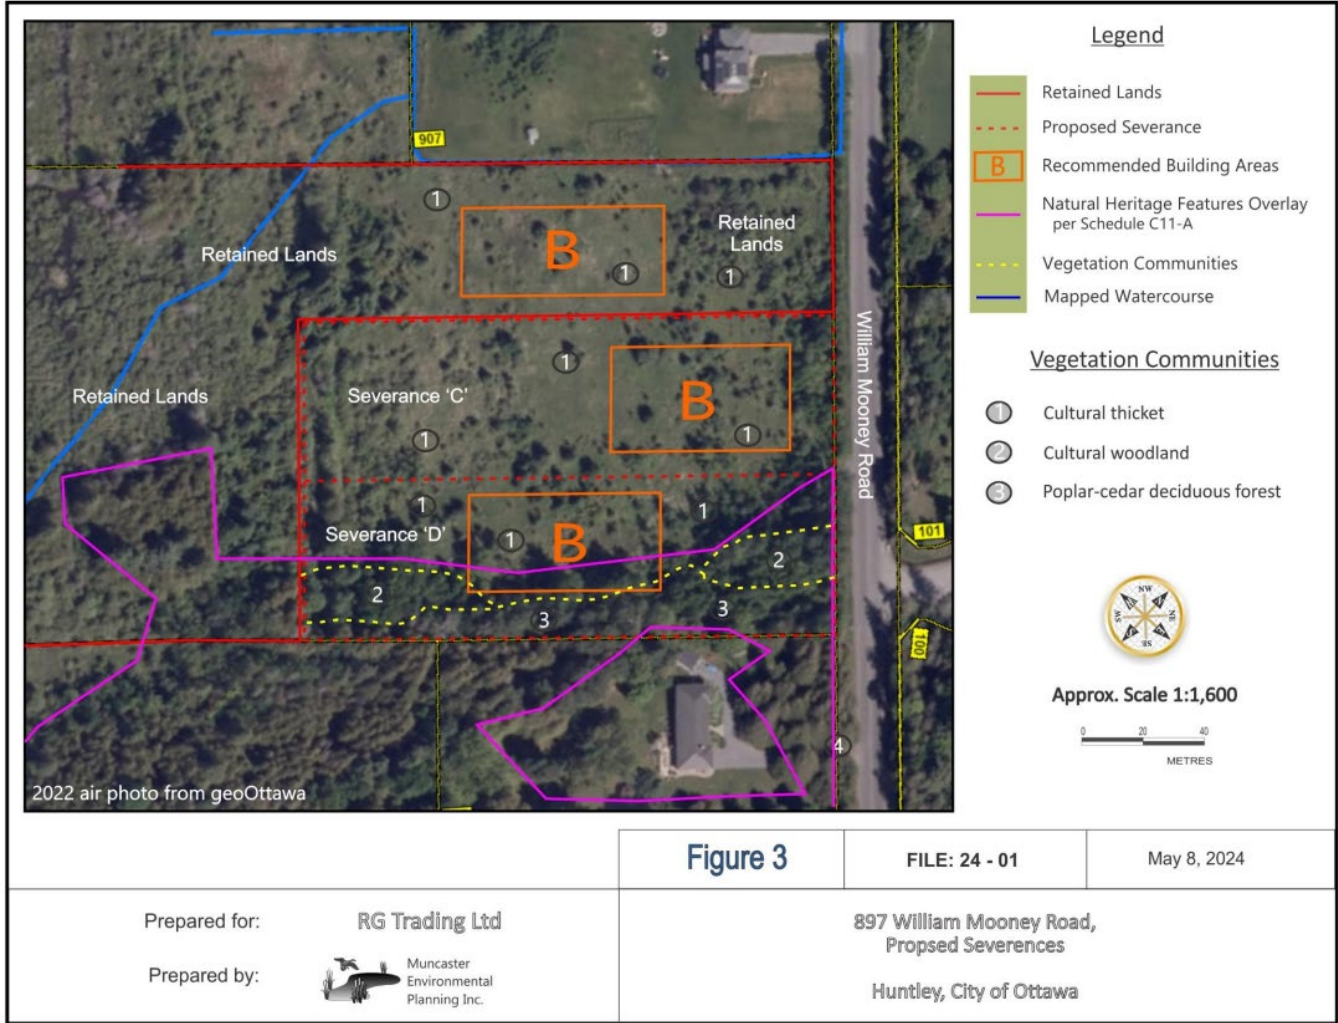 907
B
1
1
1
Retained
Lands
Retained Lands
1
B
Severance 'C'
Retained Lands
1
1
William Mooney Road
1
1
1
B
Severance 'D'
2
2
3
3
101
100
4
2022 air photo from geoOttawa
Legend
Retained Lands
Proposed Severance
B Recommended Building Areas
Natural Heritage Features Overlay
per Schedule C11-A
Vegetation Communities
Mapped Watercourse
Vegetation Communities
1 Cultural thicket
2 Cultural woodland
3 Poplar-cedar deciduous forest
NW
NE
SE
SW
Approx. Scale 1:1,600
0 20 40
METRES
Figure 3
FILE: 24 - 01
May 8, 2024
Prepared for: RG Trading Ltd
Prepared by: Muncaster
Environmental
Planning Inc.
897 William Mooney Road,
Propsed Severences
Huntley, City of Ottawa